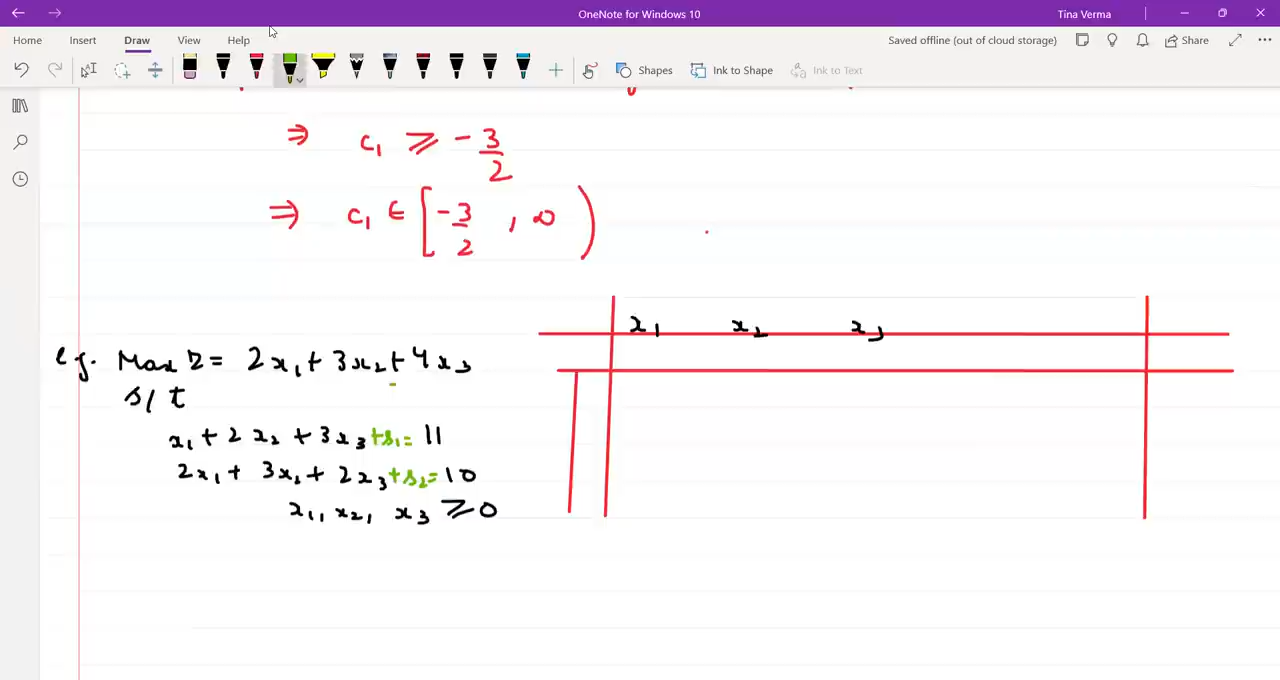 OneNote for Windows 10
Tina Verma
Home Insert Draw View Help
Saved offline (out of cloud storage)
Share
Shapes
Ink to Shape
Ink to Text
⇒ c₁ ≥ -3/2
⇒ c₁ ∈ [-3/2, ∞)
x₁ x₂ x₃
e.g. Max Z = 2x₁ + 3x₂ + 4x₃
s/t
x₁ + 2x₂ + 3x₃ + s₁ = 11
2x₁ + 3x₂ + 2x₃ + s₂ = 10
x₁, x₂, x₃ ≥ 0